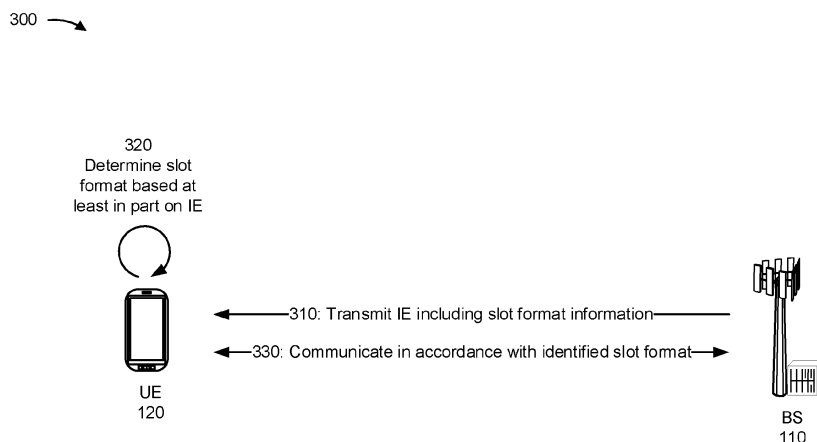 300
320
Determine slot
format based at
least in part on IE
310: Transmit IE including slot format information
330: Communicate in accordance with identified slot format
UE
120
BS
110